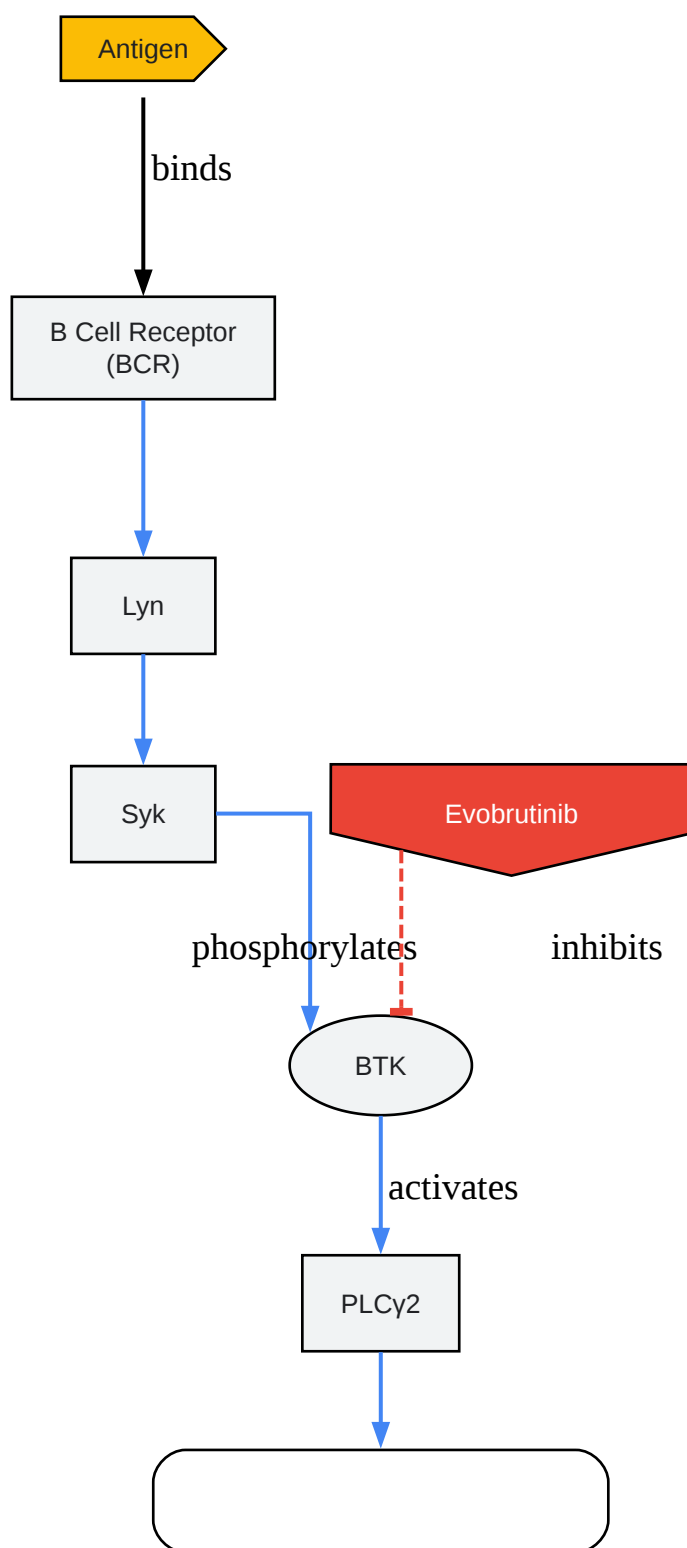 Antigen
binds
B Cell Receptor
(BCR)
Lyn
Syk
Evobrutinib
phosphorylates
inhibits
BTK
activates
PLCγ2